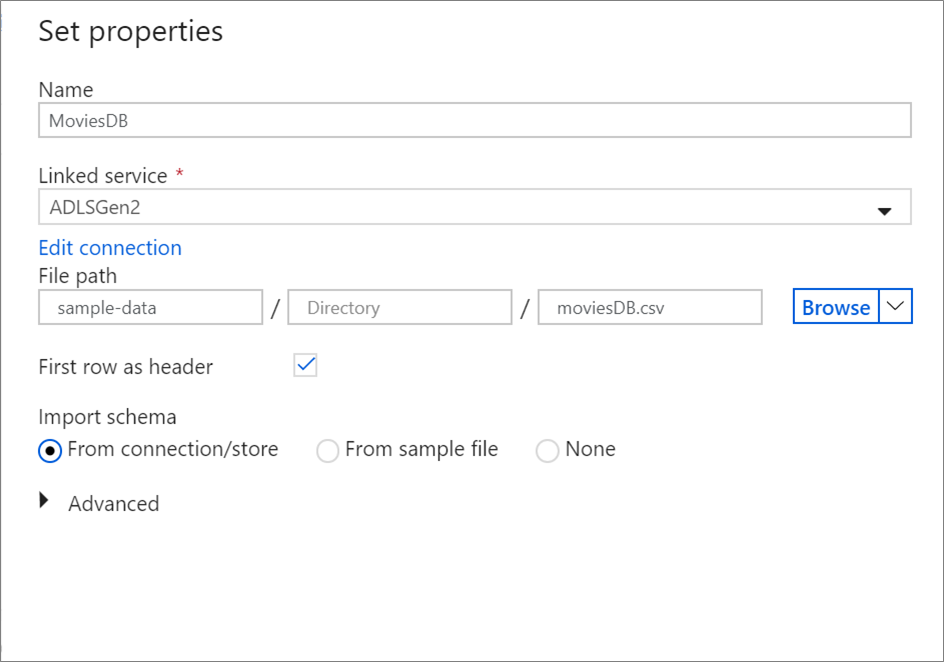 Set properties
Name
MoviesDB
Linked service *
ADLSGen2
Edit connection
File path
sample-data / Directory / moviesDB.csv Browse
First row as header
Import schema
From connection/store From sample file None
Advanced